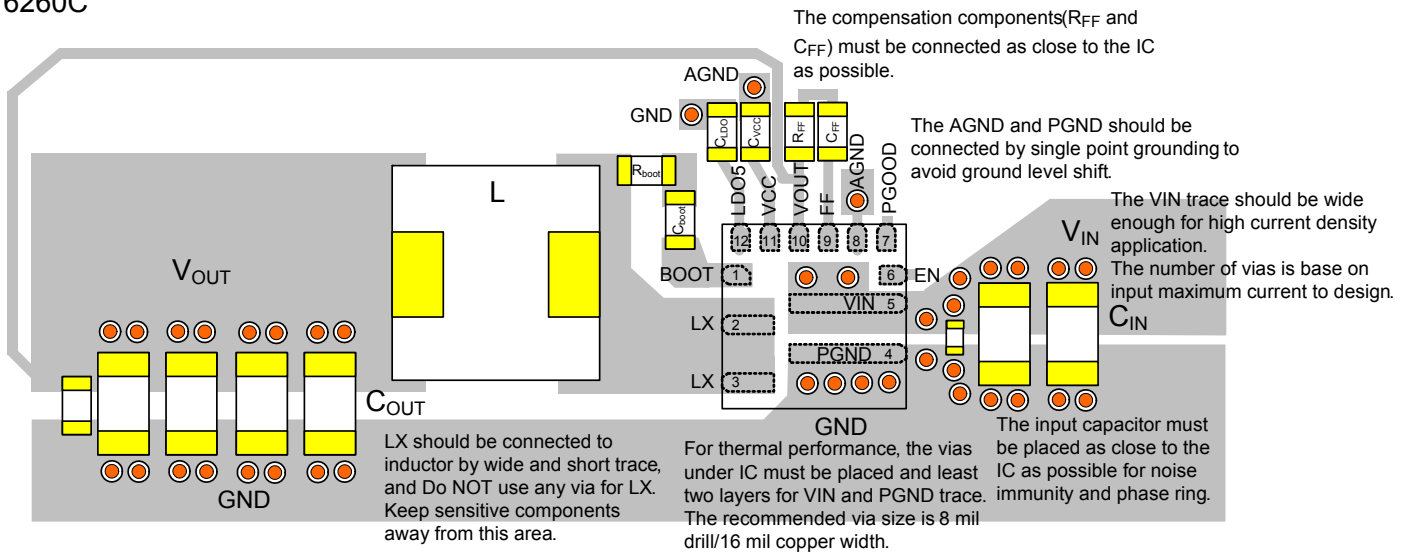 6260C
The compensation components(RFF and
CFF) must be connected as close to the IC
as possible.
AGND
GND
CLDO
CVCC
RFF
CFF
AGND
The AGND and PGND should be
connected by single point grounding to
avoid ground level shift.
Rboot
Cboot
LDO5
VCC
VOUT
FF
PGOOD
The VIN trace should be wide
enough for high current density
application.
The number of vias is base on
input maximum current to design.
L
VIN
12
11
10
9
8
7
VOUT
BOOT
1
6
EN
VIN
5
LX
2
CIN
PGND
4
LX
3
COUT
GND
LX should be connected to
inductor by wide and short trace,
and Do NOT use any via for LX.
Keep sensitive components
away from this area.
For thermal performance, the vias
under IC must be placed and least
two layers for VIN and PGND trace.
The recommended via size is 8 mil
drill/16 mil copper width.
The input capacitor must
be placed as close to the
IC as possible for noise
immunity and phase ring.
GND